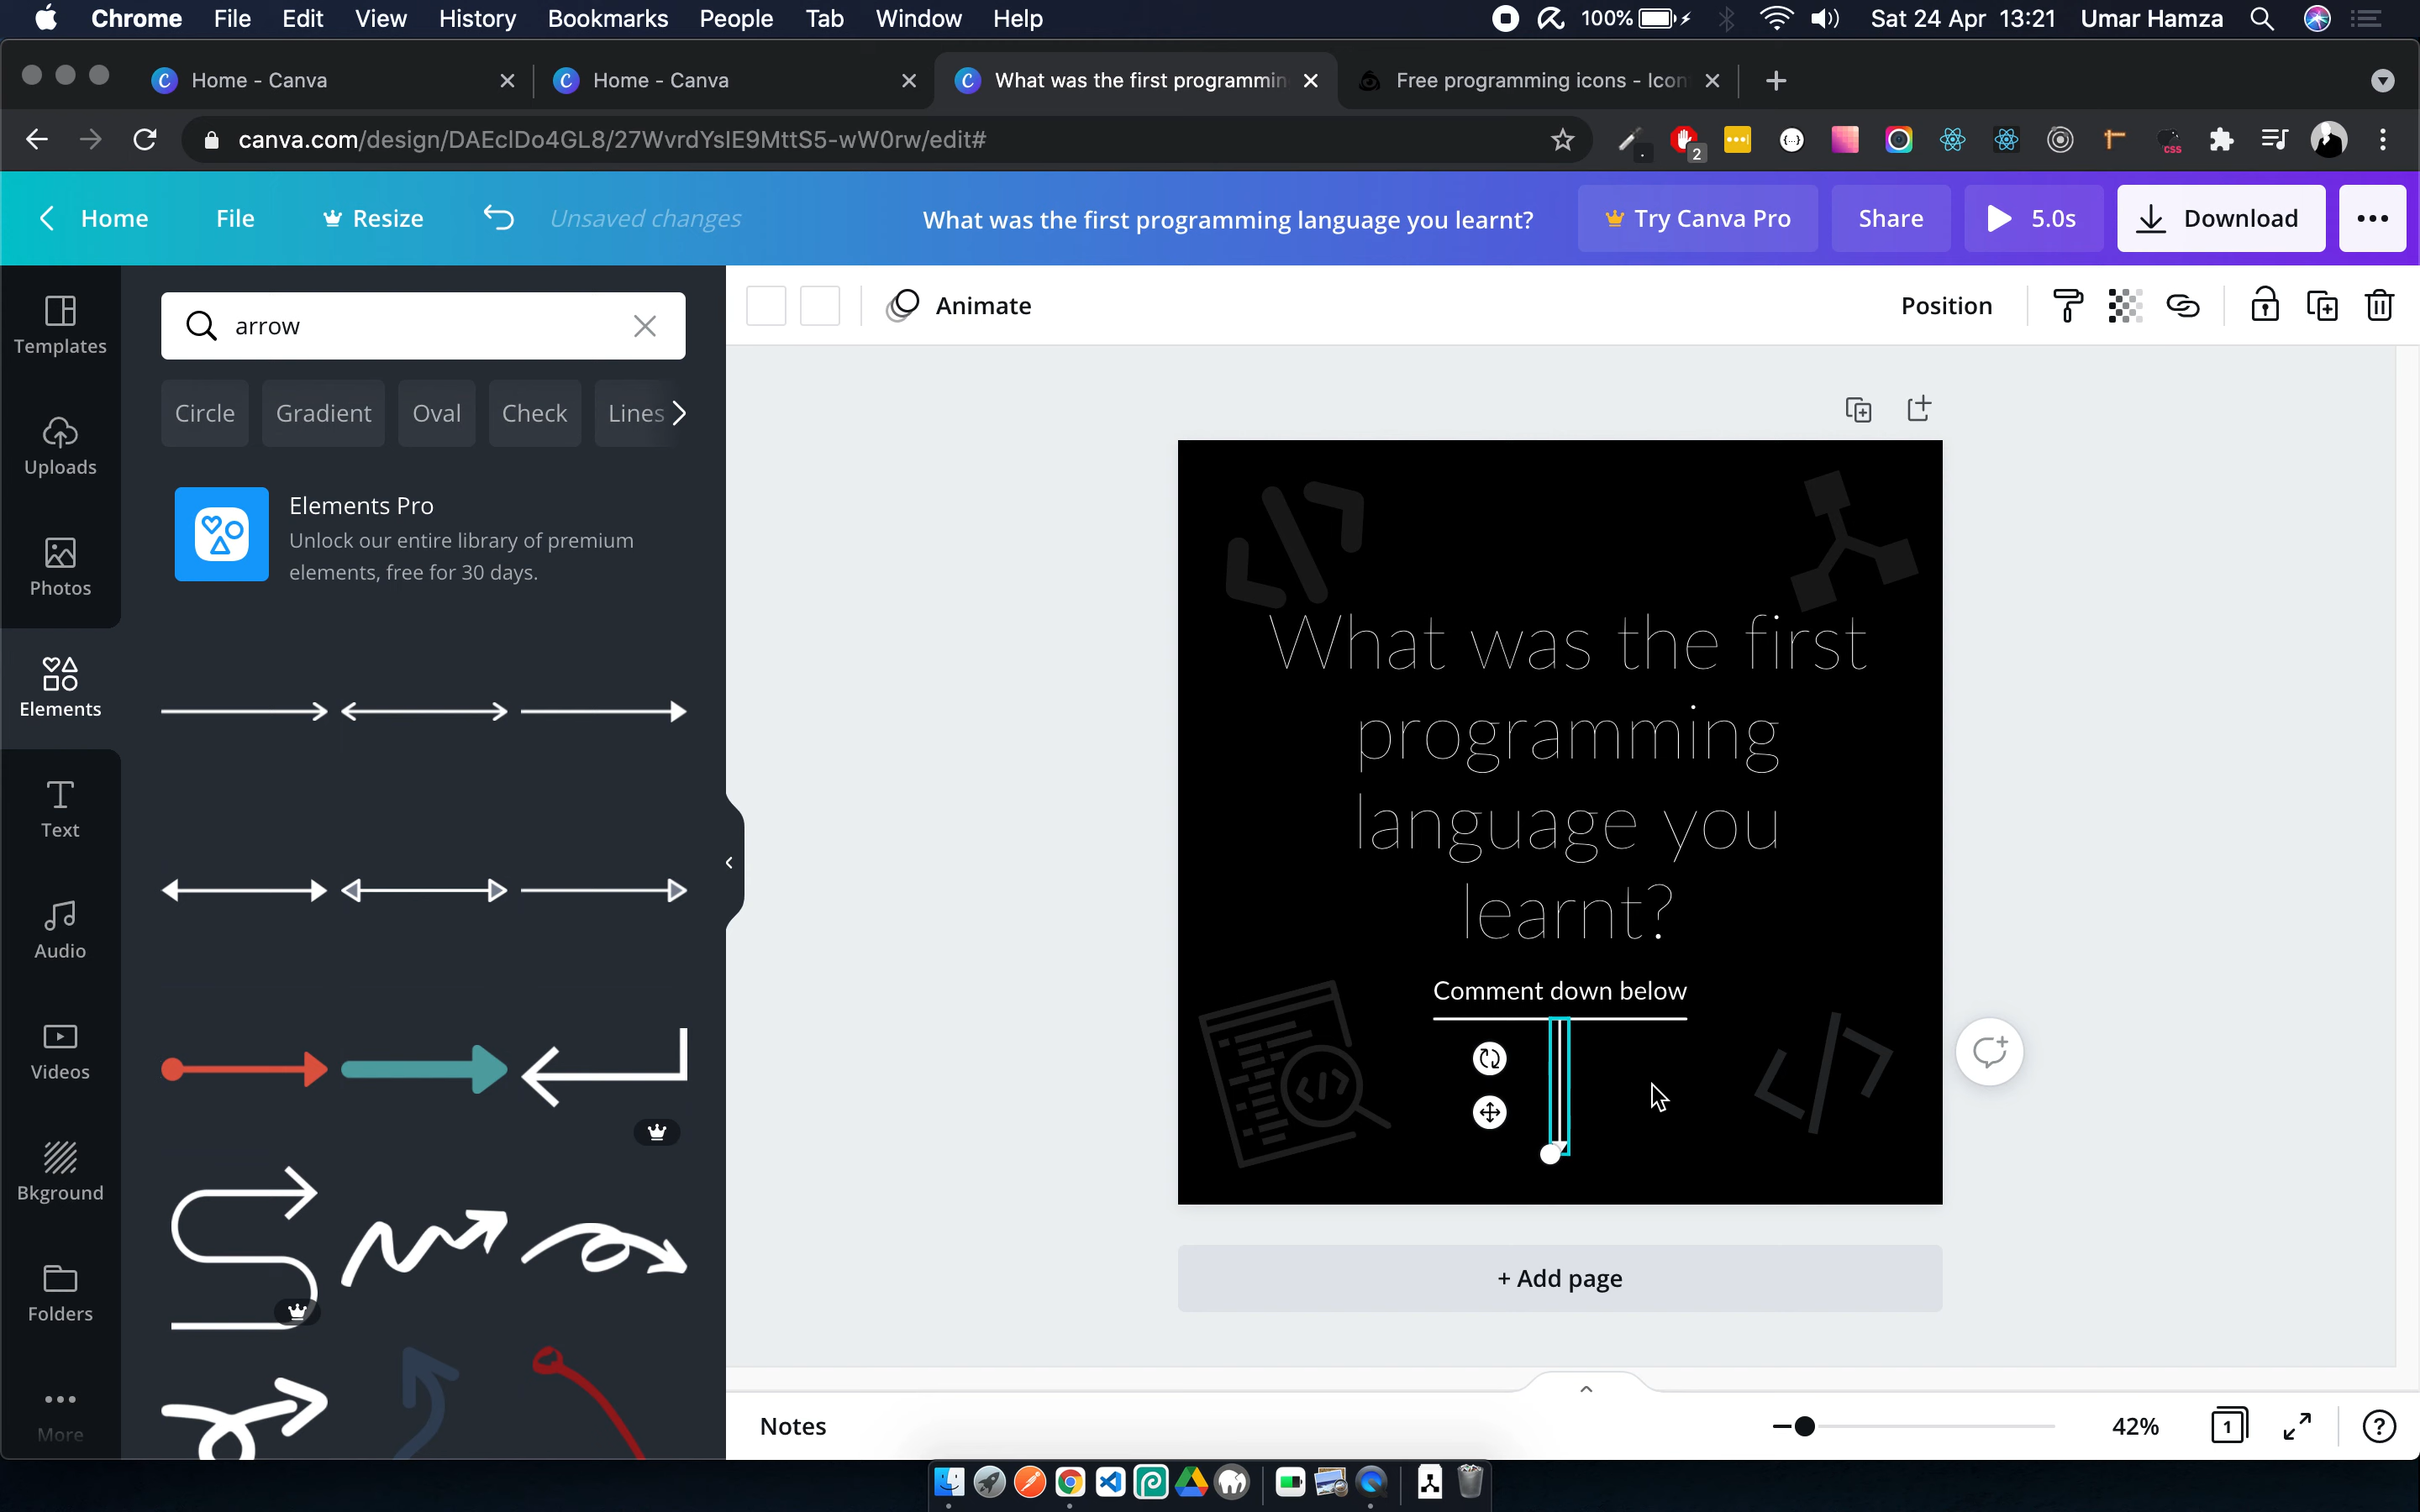 Chrome File Edit View History Bookmarks People Tab Window Help 100% Sat 24 Apr 13:21 Umar Hamza
Home - Canva Home - Canva What was the first programmin Free programming icons - Icon
canva.com/design/DAEclDo4GL8/27WvrdYsIE9MttS5-wW0rw/edit# 2 css
Home File Resize Unsaved changes What was the first programming language you learnt? Try Canva Pro Share 5.0s Download
Animate Position
Templates
Uploads
Photos
Elements
Text
Audio
Videos
Bkground
Folders
More
arrow
Circle Gradient Oval Check Lines
Elements Pro
Unlock our entire library of premium
elements, free for 30 days.
What was the first
programming
language you
learnt?
Comment down below
+ Add page
Notes 42% 1 ?